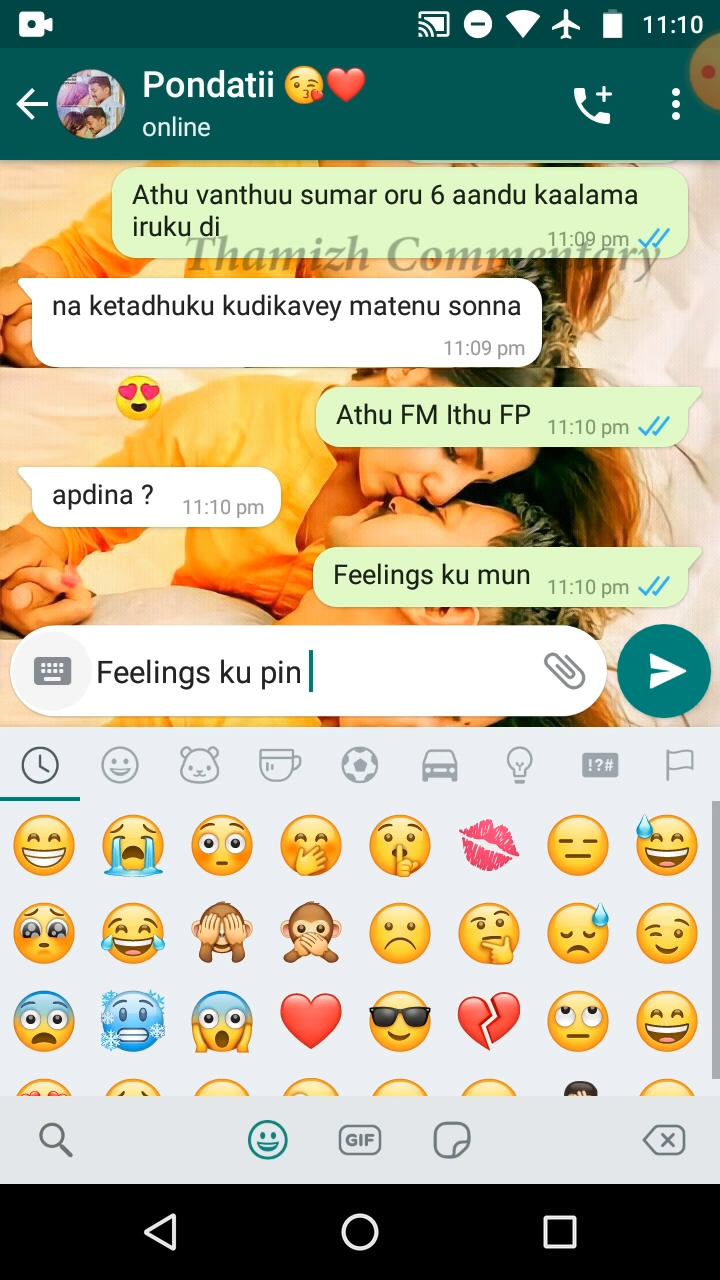 11:10
Pondatii 😘❤️
online
Athu vanthuu sumar oru 6 aandu kaalama
iruku di
11:09 pm
Thamizh Commentary
na ketadhuku kudikavey matenu sonna
11:09 pm
😍
Athu FM Ithu FP 11:10 pm
apdina ? 11:10 pm
Feelings ku mun 11:10 pm
Feelings ku pin
!?#
GIF